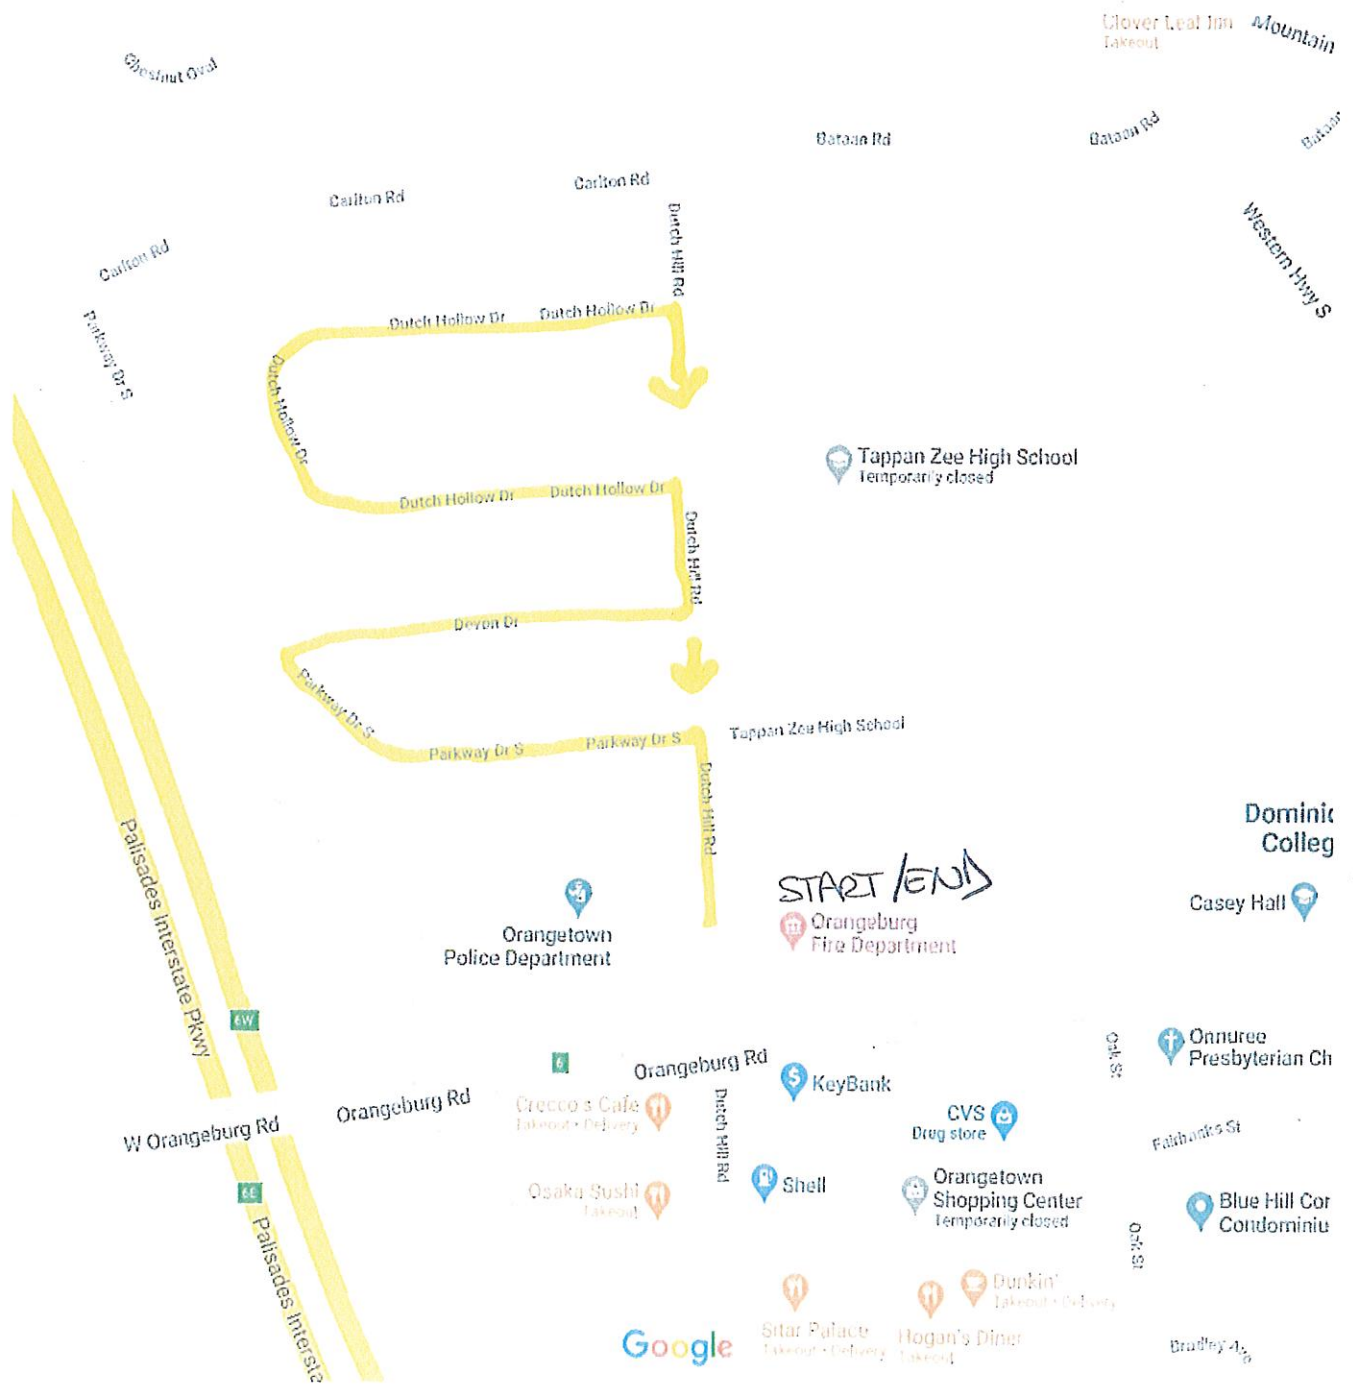 Clover Leaf Inn
Takeout
Mountain
Chestnut Oval
Bataan Rd
Bataan Rd
Bataan
Carlton Rd
Carlton Rd
Carlton Rd
Dutch Hill Rd
Western Hwy S
Parkway Dr S
Dutch Hollow Dr
Dutch Hollow Dr
Dutch Hollow Dr
Tappan Zee High School
Temporarily closed
Dutch Hollow Dr
Dutch Hollow Dr
Dutch Hill Rd
Devon Dr
Parkway Dr S
Parkway Dr S
Parkway Dr S
Tappan Zee High School
Dutch Hill Rd
Dominic
Colleg
START/END
Casey Hall
Orangetown
Police Department
Orangeburg
Fire Department
Palisades Interstate Pkwy
6W
6
Orangeburg Rd
Oak St
Onnuree
Presbyterian Ch
KeyBank
Orangeburg Rd
W Orangeburg Rd
Crecco's Cafe
Takeout • Delivery
Dutch Hill Rd
CVS
Drug store
Fairbanks St
6E
Osaka Sushi
Takeout
Shell
Orangetown
Shopping Center
Temporarily closed
Blue Hill Cor
Condominiu
Oak St
Palisades Intersta
Dunkin'
Takeout • Delivery
Google
Sitar Palace
Takeout • Delivery
Hogan's Diner
Takeout
Bradley Ave